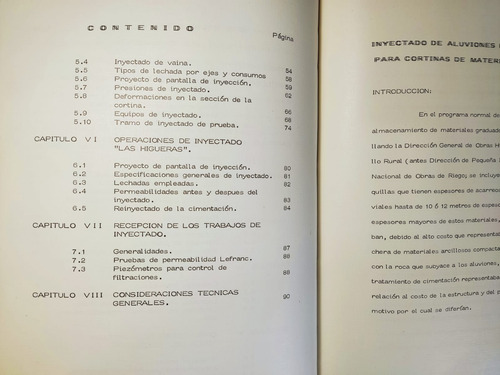 CONTENIDO
Página
5.4 Inyectado de vaina.
5.5 Tipos de lechada por ejes y consumos 54
5.6 Proyecto de pantalla de inyección. 58
5.7 Presiones de inyectado. 59
5.8 Deformaciones en la sección de la 62
cortina.
5.9 Equipos de inyectado. 66
5.10 Tramo de inyectado de prueba. 68
74
CAPITULO VI OPERACIONES DE INYECTADO
"LAS HIGUERAS".
6.1 Proyecto de pantalla de inyección. 80
6.2 Especificaciones generales de inyectado. 81
6.3 Lechadas empleadas. 82
6.4 Permeabilidades antes y despues del
inyectado. 83
6.5 Reinyectado de la cimentación. 84
CAPITULO VII RECEPCION DE LOS TRABAJOS DE
INYECTADO.
7.1 Generalidades. 87
7.2 Pruebas de permeabilidad Lefranc. 88
7.3 Piezómetros para control de
filtraciones. 88
CAPITULO VIII CONSIDERACIONES TECNICAS
GENERALES. 90
INYECTADO DE ALUVIONES
PARA CORTINAS DE MATER
INTRODUCCION:
En el programa normal de
almacenamiento de materiales graduad
llando la Dirección General de Obras H
llo Rural (antes Dirección de Pequeña
Nacional de Obras de Riego, se incluye
quillas que tienen espesores de acarreo
viales hasta de 10 ó 12 metros de espes
espesores mayores de estos materiales,
ban, debido al alto costo que representab
chera de materiales arcillosos compacta
con la roca que subyace a los aluviones,
tratamiento de cimentación representaba
relación al costo de la estructura y del p
motivo por el cual se diferían.